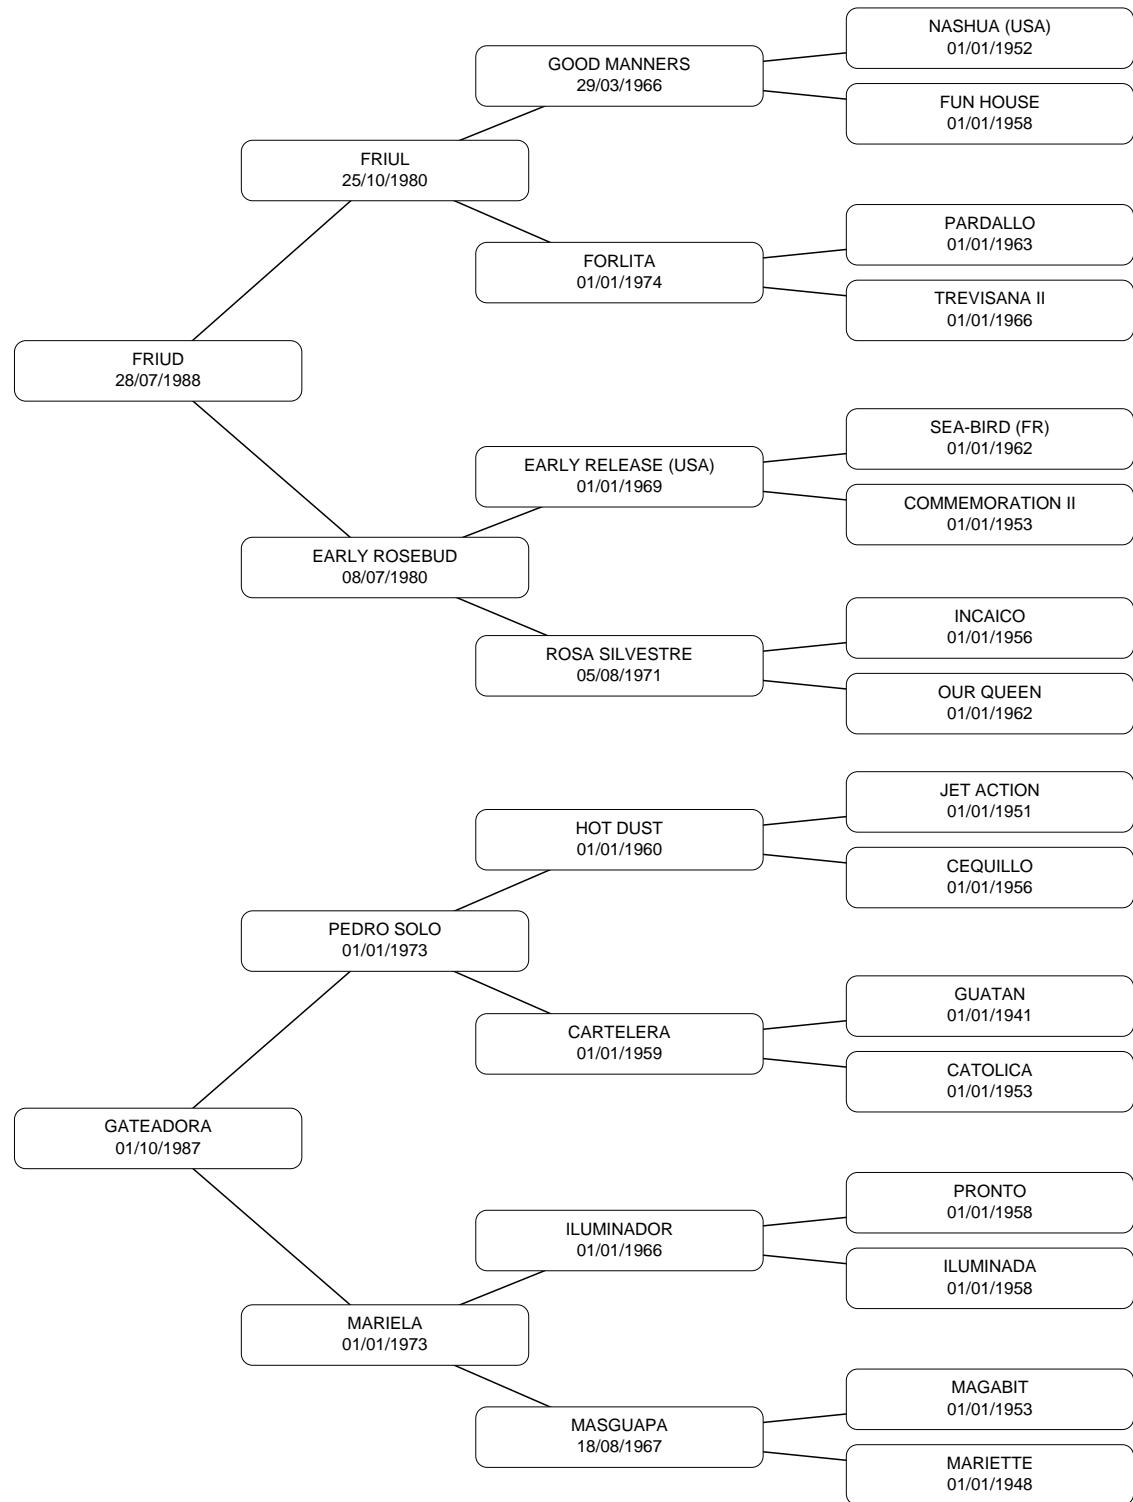 NASHUA (USA)
01/01/1952
GOOD MANNERS
29/03/1966
FUN HOUSE
01/01/1958
FRIUL
25/10/1980
PARDALLO
01/01/1963
FORLITA
01/01/1974
TREVISANA II
01/01/1966
FRIUD
28/07/1988
SEA-BIRD (FR)
01/01/1962
EARLY RELEASE (USA)
01/01/1969
COMMEMORATION II
01/01/1953
EARLY ROSEBUD
08/07/1980
INCAICO
01/01/1956
ROSA SILVESTRE
05/08/1971
OUR QUEEN
01/01/1962
JET ACTION
01/01/1951
HOT DUST
01/01/1960
CEQUILLO
01/01/1956
PEDRO SOLO
01/01/1973
GUATAN
01/01/1941
CARTELERA
01/01/1959
CATOLICA
01/01/1953
GATEADORA
01/10/1987
PRONTO
01/01/1958
ILUMINADOR
01/01/1966
ILUMINADA
01/01/1958
MARIELA
01/01/1973
MAGABIT
01/01/1953
MASGUAPA
18/08/1967
MARIETTE
01/01/1948